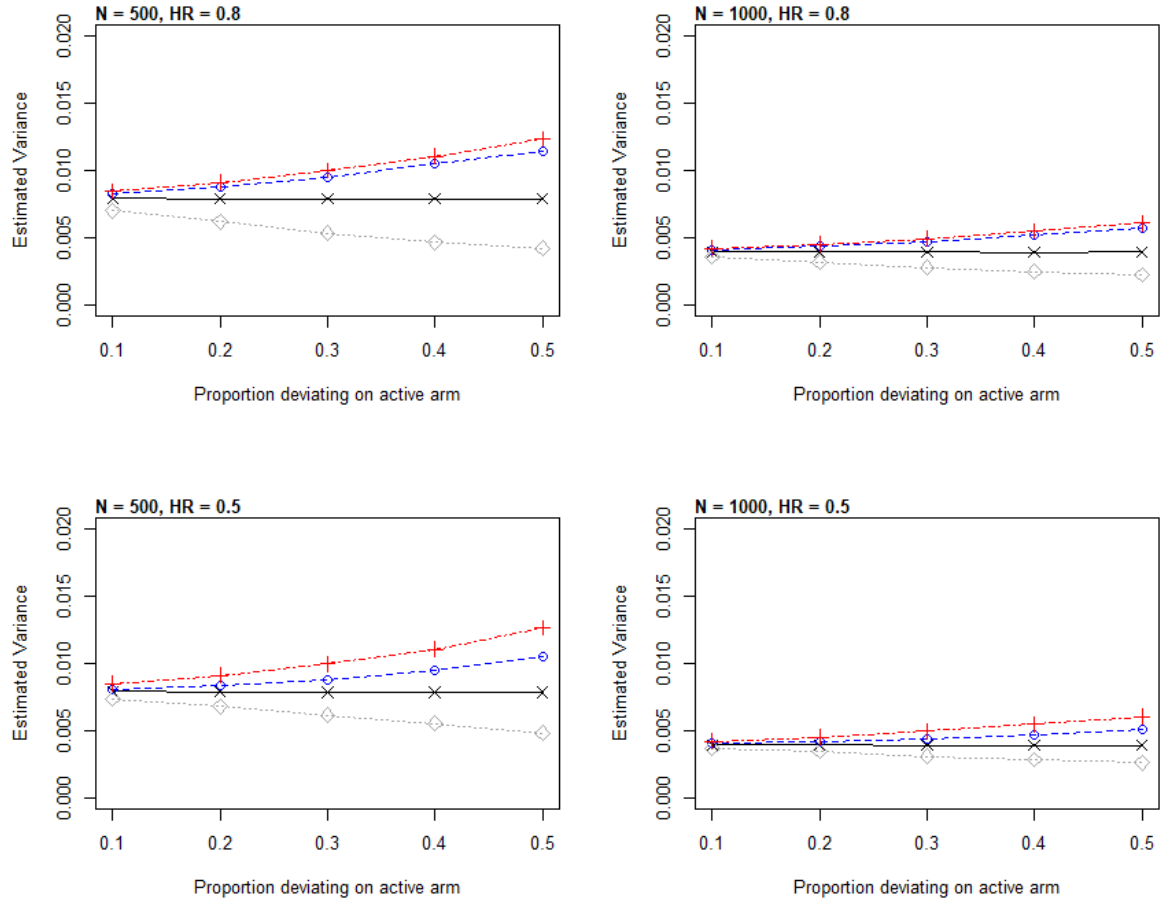 N = 500, HR = 0.8
Estimated Variance
0.020
0.015
0.010
0.005
0.000
0.1 0.2 0.3 0.4 0.5
Proportion deviating on active arm
N = 1000, HR = 0.8
Estimated Variance
0.020
0.015
0.010
0.005
0.000
0.1 0.2 0.3 0.4 0.5
Proportion deviating on active arm
N = 500, HR = 0.5
Estimated Variance
0.020
0.015
0.010
0.005
0.000
0.1 0.2 0.3 0.4 0.5
Proportion deviating on active arm
N = 1000, HR = 0.5
Estimated Variance
0.020
0.015
0.010
0.005
0.000
0.1 0.2 0.3 0.4 0.5
Proportion deviating on active arm